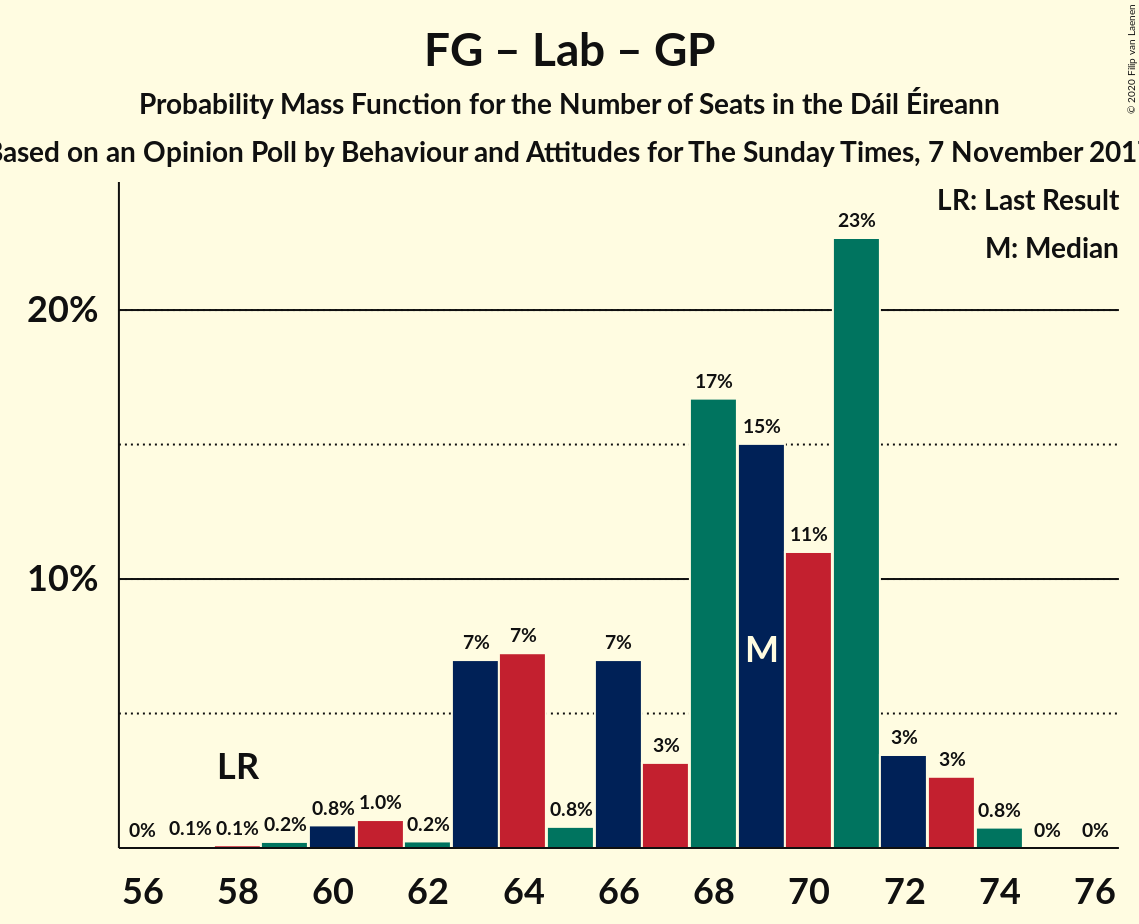 FG – Lab – GP
Probability Mass Function for the Number of Seats in the Dáil Éireann
Based on an Opinion Poll by Behaviour and Attitudes for The Sunday Times, 7 November 2017
© 2020 Filip van Laenen
LR: Last Result
M: Median
20%
10%
0% 0.1% 0.1% 0.2% 0.8% 1.0% 0.2% 7% 7% 0.8% 7% 3% 17% 15% 11% 23% 3% 3% 0.8% 0% 0%
LR
M
56 58 60 62 64 66 68 70 72 74 76